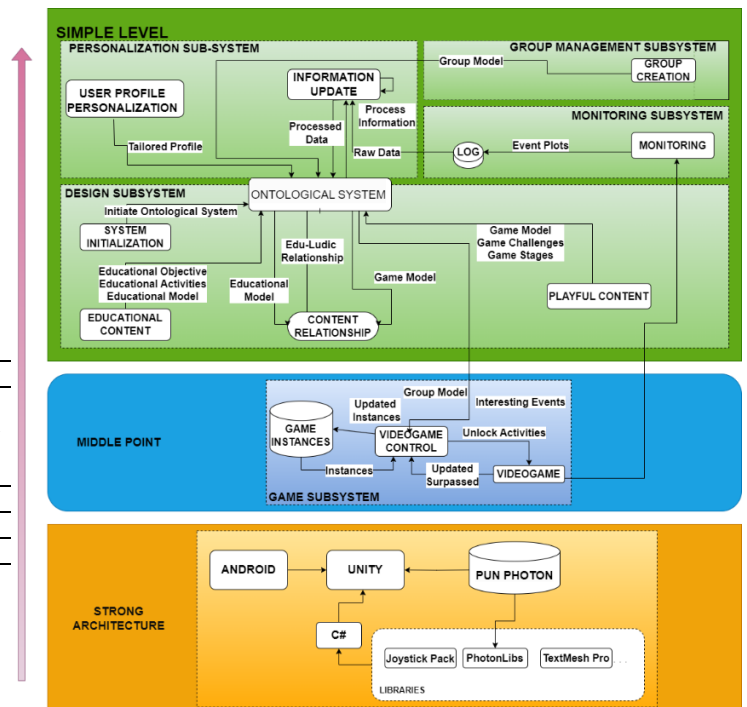 SIMPLE LEVEL
PERSONALIZATION SUB-SYSTEM
GROUP MANAGEMENT SUBSYSTEM
Group Model
GROUP
CREATION
INFORMATION
UPDATE
USER PROFILE
PERSONALIZATION
Process
Information
MONITORING SUBSYSTEM
Processed
Data
Tailored Profile
Raw Data
LOG
Event Plots
MONITORING
DESIGN SUBSYSTEM
ONTOLOGICAL SYSTEM
Initiate Ontological System
SYSTEM
INITIALIZATION
Edu-Ludic
Relationship
Game Model
Game Challenges
Game Stages
Educational Objective
Educational Activities
Educational Model
Educational
Model
Game Model
PLAYFUL CONTENT
EDUCATIONAL
CONTENT
CONTENT
RELATIONSHIP
MIDDLE POINT
Group Model
Updated
Instances
Interesting Events
GAME
INSTANCES
VIDEOGAME
CONTROL
Unlock Activities
Instances
Updated
Surpassed
VIDEOGAME
GAME SUBSYSTEM
STRONG
ARCHITECTURE
ANDROID
UNITY
PUN PHOTON
C#
Joystick Pack
PhotonLibs
TextMesh Pro
...
LIBRARIES